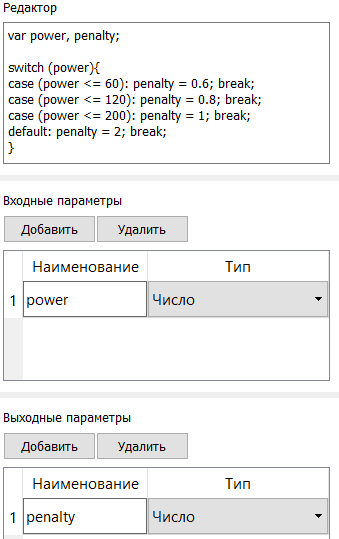 Редактор
var power, penalty;
switch (power){
case (power <= 60): penalty = 0.6; break;
case (power <= 120): penalty = 0.8; break;
case (power <= 200): penalty = 1; break;
default: penalty = 2; break;
}
Входные параметры
Добавить Удалить
Наименование Тип
1 power Число
Выходные параметры
Добавить Удалить
Наименование Тип
1 penalty Число